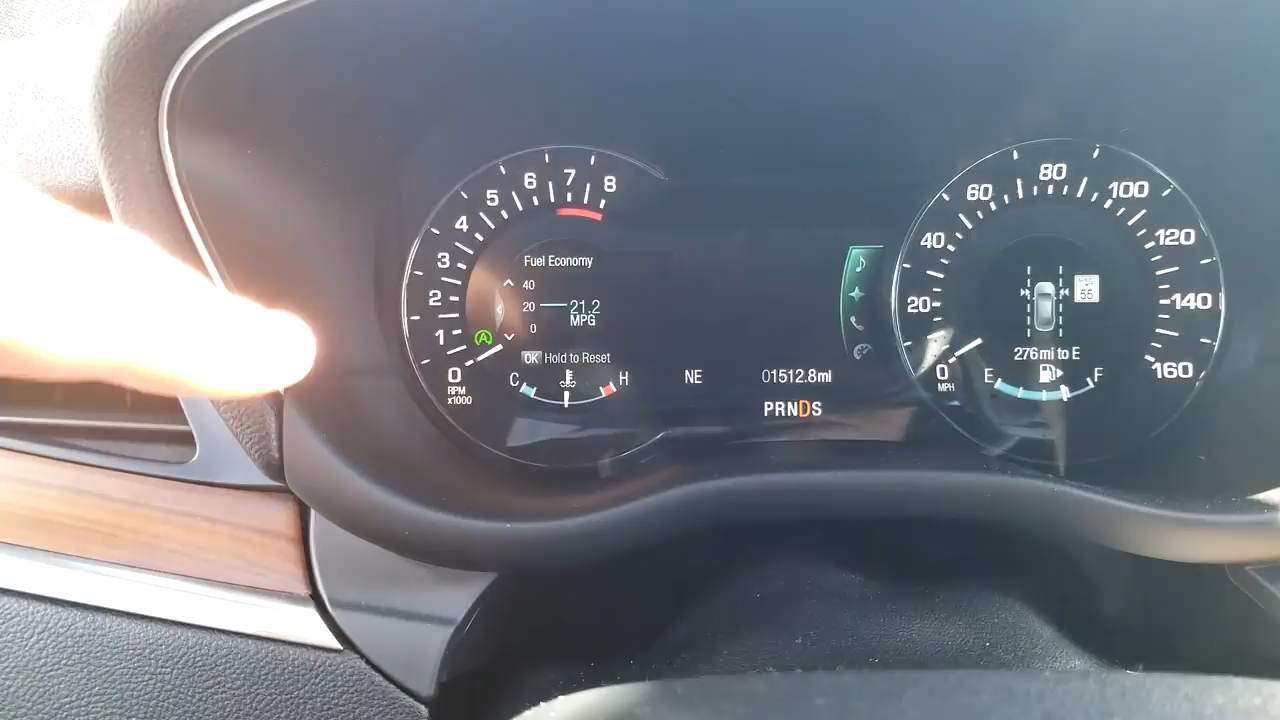 0 1 2 3 4 5 6 7 8
RPM
x1000
Fuel Economy
40
20
0
21.2
MPG
A
OK Hold to Reset
C H
NE
01512.8mi
PRNDS
0 20 40 60 80 100 120 140 160
MPH
55
276 mi to E
E F